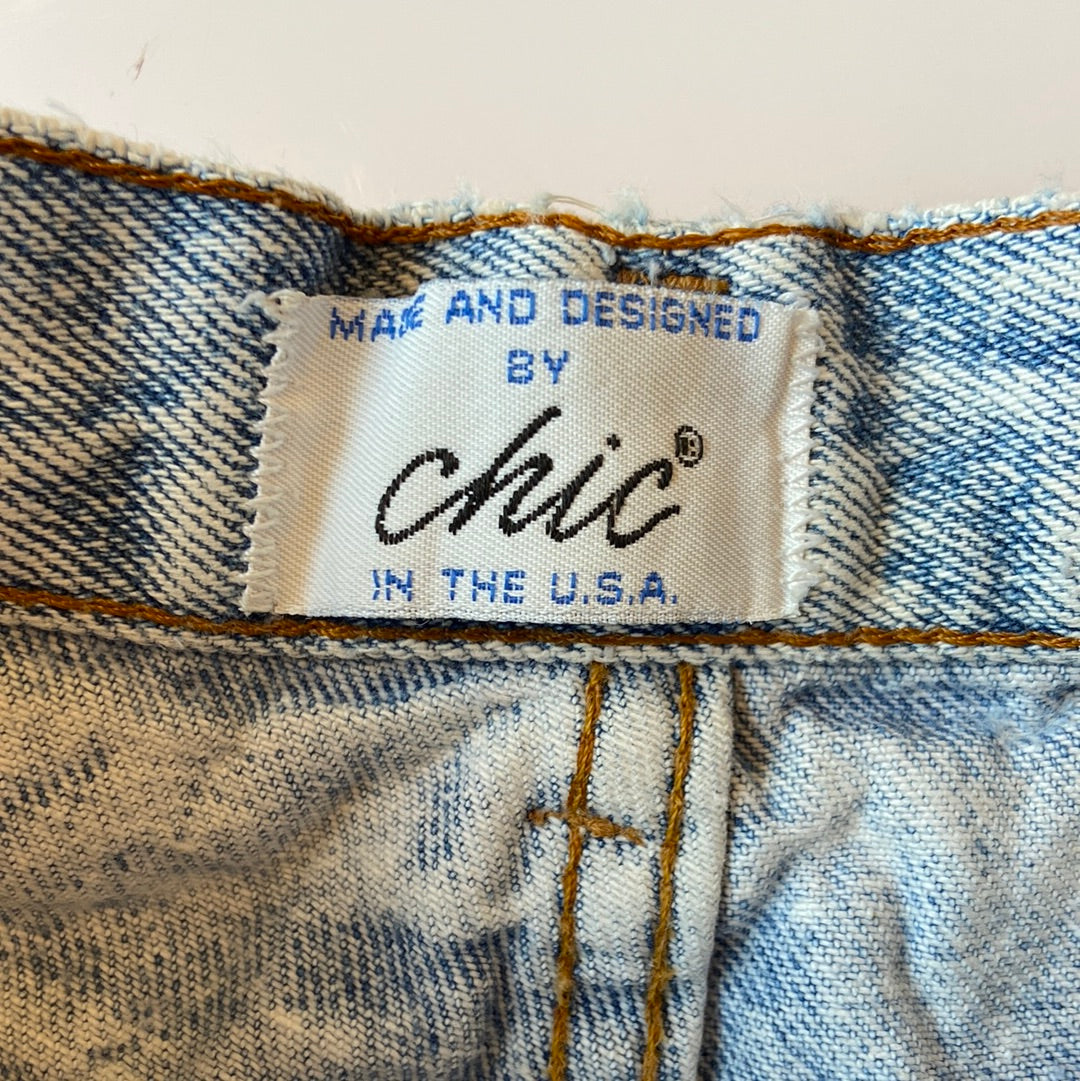 MADE AND DESIGNED
BY
chic®
IN THE U.S.A.